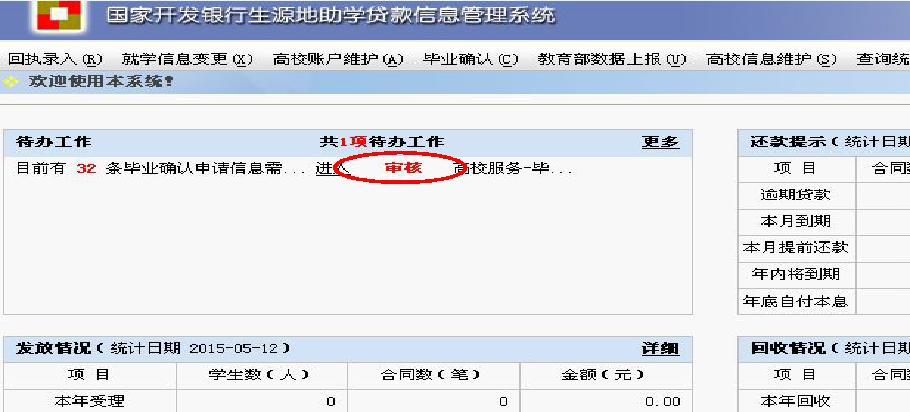 国家开发银行生源地助学贷款信息管理系统
回执录入(R) 就学信息变更(X) 高校账户维护(A) 毕业确认(C) 教育部数据上报(U) 高校信息维护(S) 查询统
欢迎使用本系统!
待办工作 共1项待办工作 更多
目前有 32 条毕业确认申请信息需... 进入 审核 高校服务-毕...
还款提示(统计日期
项 目 合同数
逾期贷款
本月到期
本月提前还款
年内将到期
年底自付本息
发放情况(统计日期 2015-05-12) 详细
项 目 学生数(人) 合同数(笔) 金额(元)
本年受理 0 0 0.00
回收情况(统计日期
项 目 合同
本年回收